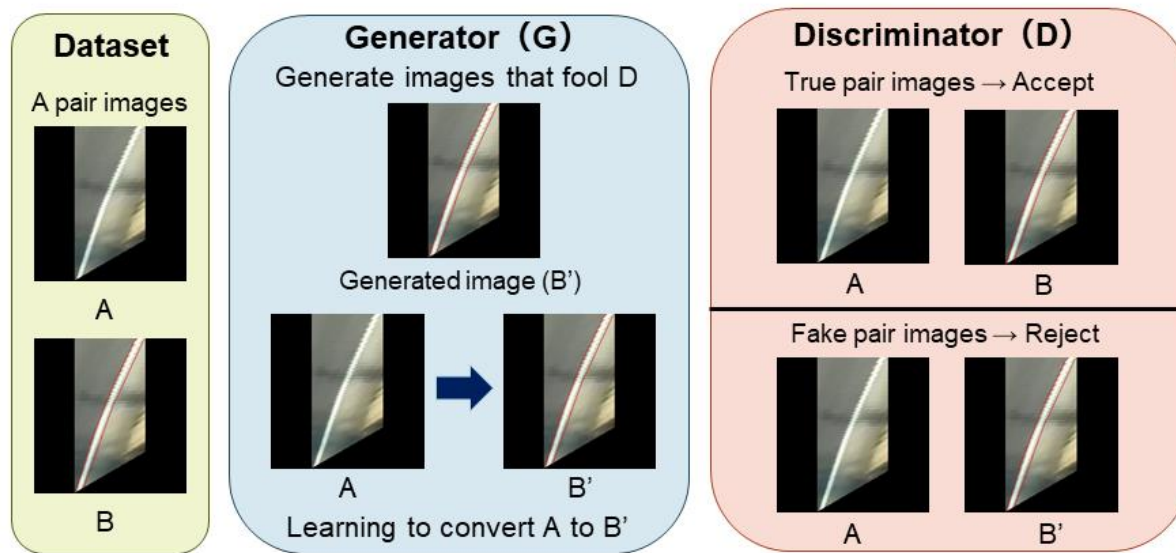 Dataset
A pair images
A
B
Generator（G）
Generate images that fool D
Generated image (B’)
A
B’
Learning to convert A to B’
Discriminator（D）
True pair images → Accept
A
B
Fake pair images → Reject
A
B’